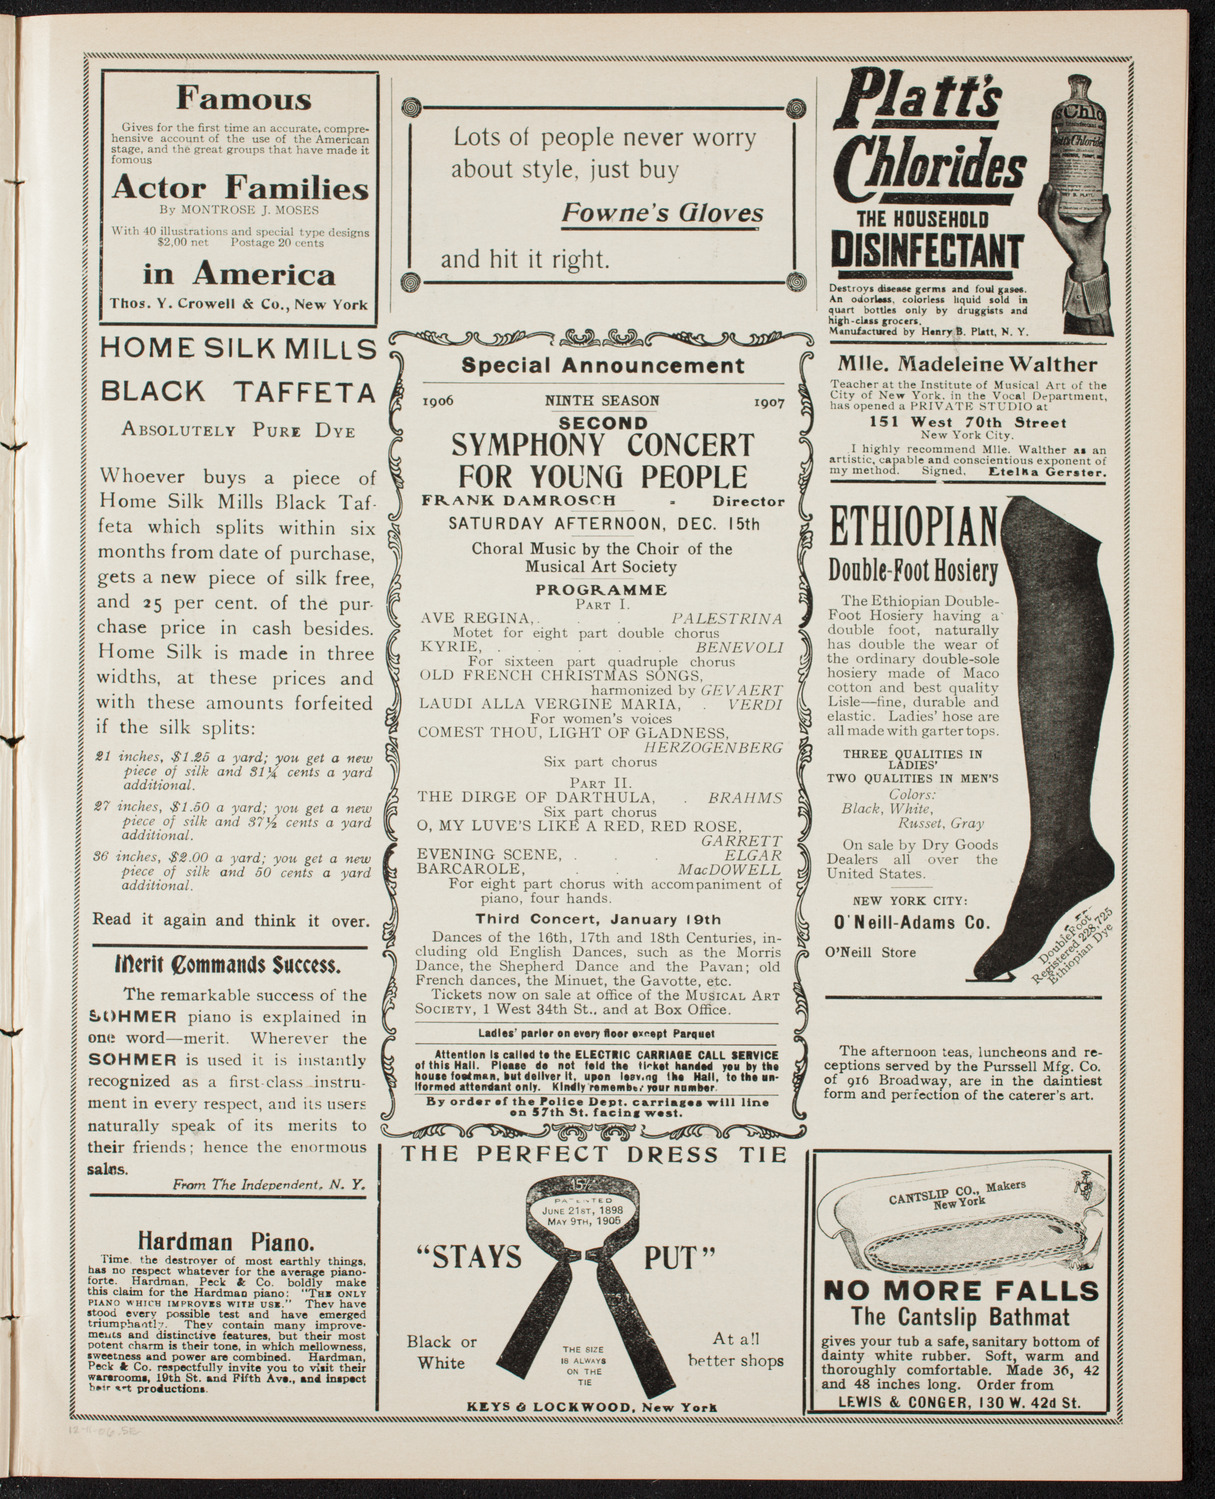 Famous
Gives for the first time an accurate, compre-
hensive account of the use of the American
stage, and the great groups that have made it
fomous
Actor Families
By MONTROSE J. MOSES
With 40 illustrations and special type designs
$2,00 net Postage 20 cents
in America
Thos. Y. Crowell & Co., New York
HOME SILK MILLS
BLACK TAFFETA
ABSOLUTELY PURE DYE
Whoever buys a piece of
Home Silk Mills Black Taf-
feta which splits within six
months from date of purchase,
gets a new piece of silk free,
and 25 per cent. of the pur-
chase price in cash besides.
Home Silk is made in three
widths, at these prices and
with these amounts forfeited
if the silk splits:
21 inches, $1.25 a yard; you get a new
piece of silk and 31¼ cents a yard
additional.
27 inches, $1.50 a yard; you get a new
piece of silk and 37½ cents a yard
additional.
36 inches, $2.00 a yard; you get a new
piece of silk and 50 cents a yard
additional.
Read it again and think it over.
Merit Commands Success.
The remarkable success of the
SOHMER piano is explained in
one word—merit. Wherever the
SOHMER is used it is instantly
recognized as a first-class instru-
ment in every respect, and its users
naturally speak of its merits to
their friends; hence the enormous
sales.
From The Independent, N. Y.
Hardman Piano.
Time, the destroyer of most earthly things,
has no respect whatever for the average piano-
forte. Hardman, Peck & Co. boldly make
this claim for the Hardman piano: "THE ONLY
PIANO WHICH IMPROVES WITH USE." They have
stood every possible test and have emerged
triumphantly. They contain many improve-
ments and distinctive features, but their most
potent charm is their tone, in which mellowness,
sweetness and power are combined. Hardman,
Peck & Co. respectfully invite you to visit their
warerooms, 19th St. and Fifth Ave., and inspect
their art productions.
Lots of people never worry
about style, just buy
Fowne's Gloves
and hit it right.
Special Announcement
1906 NINTH SEASON 1907
SECOND
SYMPHONY CONCERT
FOR YOUNG PEOPLE
FRANK DAMROSCH - Director
SATURDAY AFTERNOON, DEC. 15th
Choral Music by the Choir of the
Musical Art Society
PROGRAMME
PART I.
AVE REGINA, . . . PALESTRINA
Motet for eight part double chorus
KYRIE, . . . . . BENEVOLI
For sixteen part quadruple chorus
OLD FRENCH CHRISTMAS SONGS,
harmonized by GEVAERT
LAUDI ALLA VERGINE MARIA, . VERDI
For women's voices
COMEST THOU, LIGHT OF GLADNESS,
HERZOGENBERG
Six part chorus
PART II.
THE DIRGE OF DARTHULA, . BRAHMS
Six part chorus
O, MY LUVE'S LIKE A RED, RED ROSE,
GARRETT
EVENING SCENE, . . . ELGAR
BARCAROLE, . . . MacDOWELL
For eight part chorus with accompaniment of
piano, four hands.
Third Concert, January 19th
Dances of the 16th, 17th and 18th Centuries, in-
cluding old English Dances, such as the Morris
Dance, the Shepherd Dance and the Pavan; old
French dances, the Minuet, the Gavotte, etc.
Tickets now on sale at office of the MUSICAL ART
SOCIETY, 1 West 34th St., and at Box Office.
Ladies' parlor on every floor except Parquet
Attention is called to the ELECTRIC CARRIAGE CALL SERVICE
of this Hall. Please do not fold the ticket handed you by the
house footman, but deliver it, upon leaving the Hall, to the un-
iformed attendant only. Kindly remember your number.
By order of the Police Dept. carriages will line
on 57th St. facing west.
THE PERFECT DRESS TIE
15½
PATENTED
JUNE 21ST, 1898
MAY 9TH, 1905
"STAYS PUT"
Black or
White
THE SIZE
IS ALWAYS
ON THE
TIE
At all
better shops
KEYS & LOCKWOOD, New York
Platt's
Chlorides
THE HOUSEHOLD
DISINFECTANT
Destroys disease germs and foul gases.
An odorless, colorless liquid sold in
quart bottles only by druggists and
high-class grocers.
Manufactured by Henry B. Platt, N. Y.
Mlle. Madeleine Walther
Teacher at the Institute of Musical Art of the
City of New York, in the Vocal Department,
has opened a PRIVATE STUDIO at
151 West 70th Street
New York City.
I highly recommend Mlle. Walther as an
artistic, capable and conscientious exponent of
my method. Signed, Etelka Gerster.
ETHIOPIAN
Double-Foot Hosiery
The Ethiopian Double-
Foot Hosiery having a
double foot, naturally
has double the wear of
the ordinary double-sole
hosiery made of Maco
cotton and best quality
Lisle—fine, durable and
elastic. Ladies' hose are
all made with garter tops.
THREE QUALITIES IN
LADIES'
TWO QUALITIES IN MEN'S
Colors:
Black, White,
Russet, Gray
On sale by Dry Goods
Dealers all over the
United States.
NEW YORK CITY:
O'Neill-Adams Co.
O'Neill Store
DoubleFoot
Registered 228,725
Ethiopian Dye
The afternoon teas, luncheons and re-
ceptions served by the Purssell Mfg. Co.
of 916 Broadway, are in the daintiest
form and perfection of the caterer's art.
CANTSLIP CO., Makers
New York
NO MORE FALLS
The Cantslip Bathmat
gives your tub a safe, sanitary bottom of
dainty white rubber. Soft, warm and
thoroughly comfortable. Made 36, 42
and 48 inches long. Order from
LEWIS & CONGER, 130 W. 42d St.
12-11-06.SE